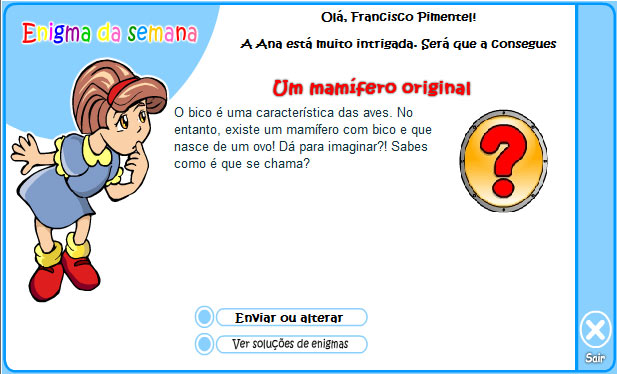 Enigma da semana
Olá, Francisco Pimentel!
A Ana está muito intrigada. Será que a consegues
Um mamífero original
O bico é uma característica das aves. No
entanto, existe um mamífero com bico e que
nasce de um ovo! Dá para imaginar?! Sabes
como é que se chama?
?
Enviar ou alterar
Ver soluções de enigmas
Sair